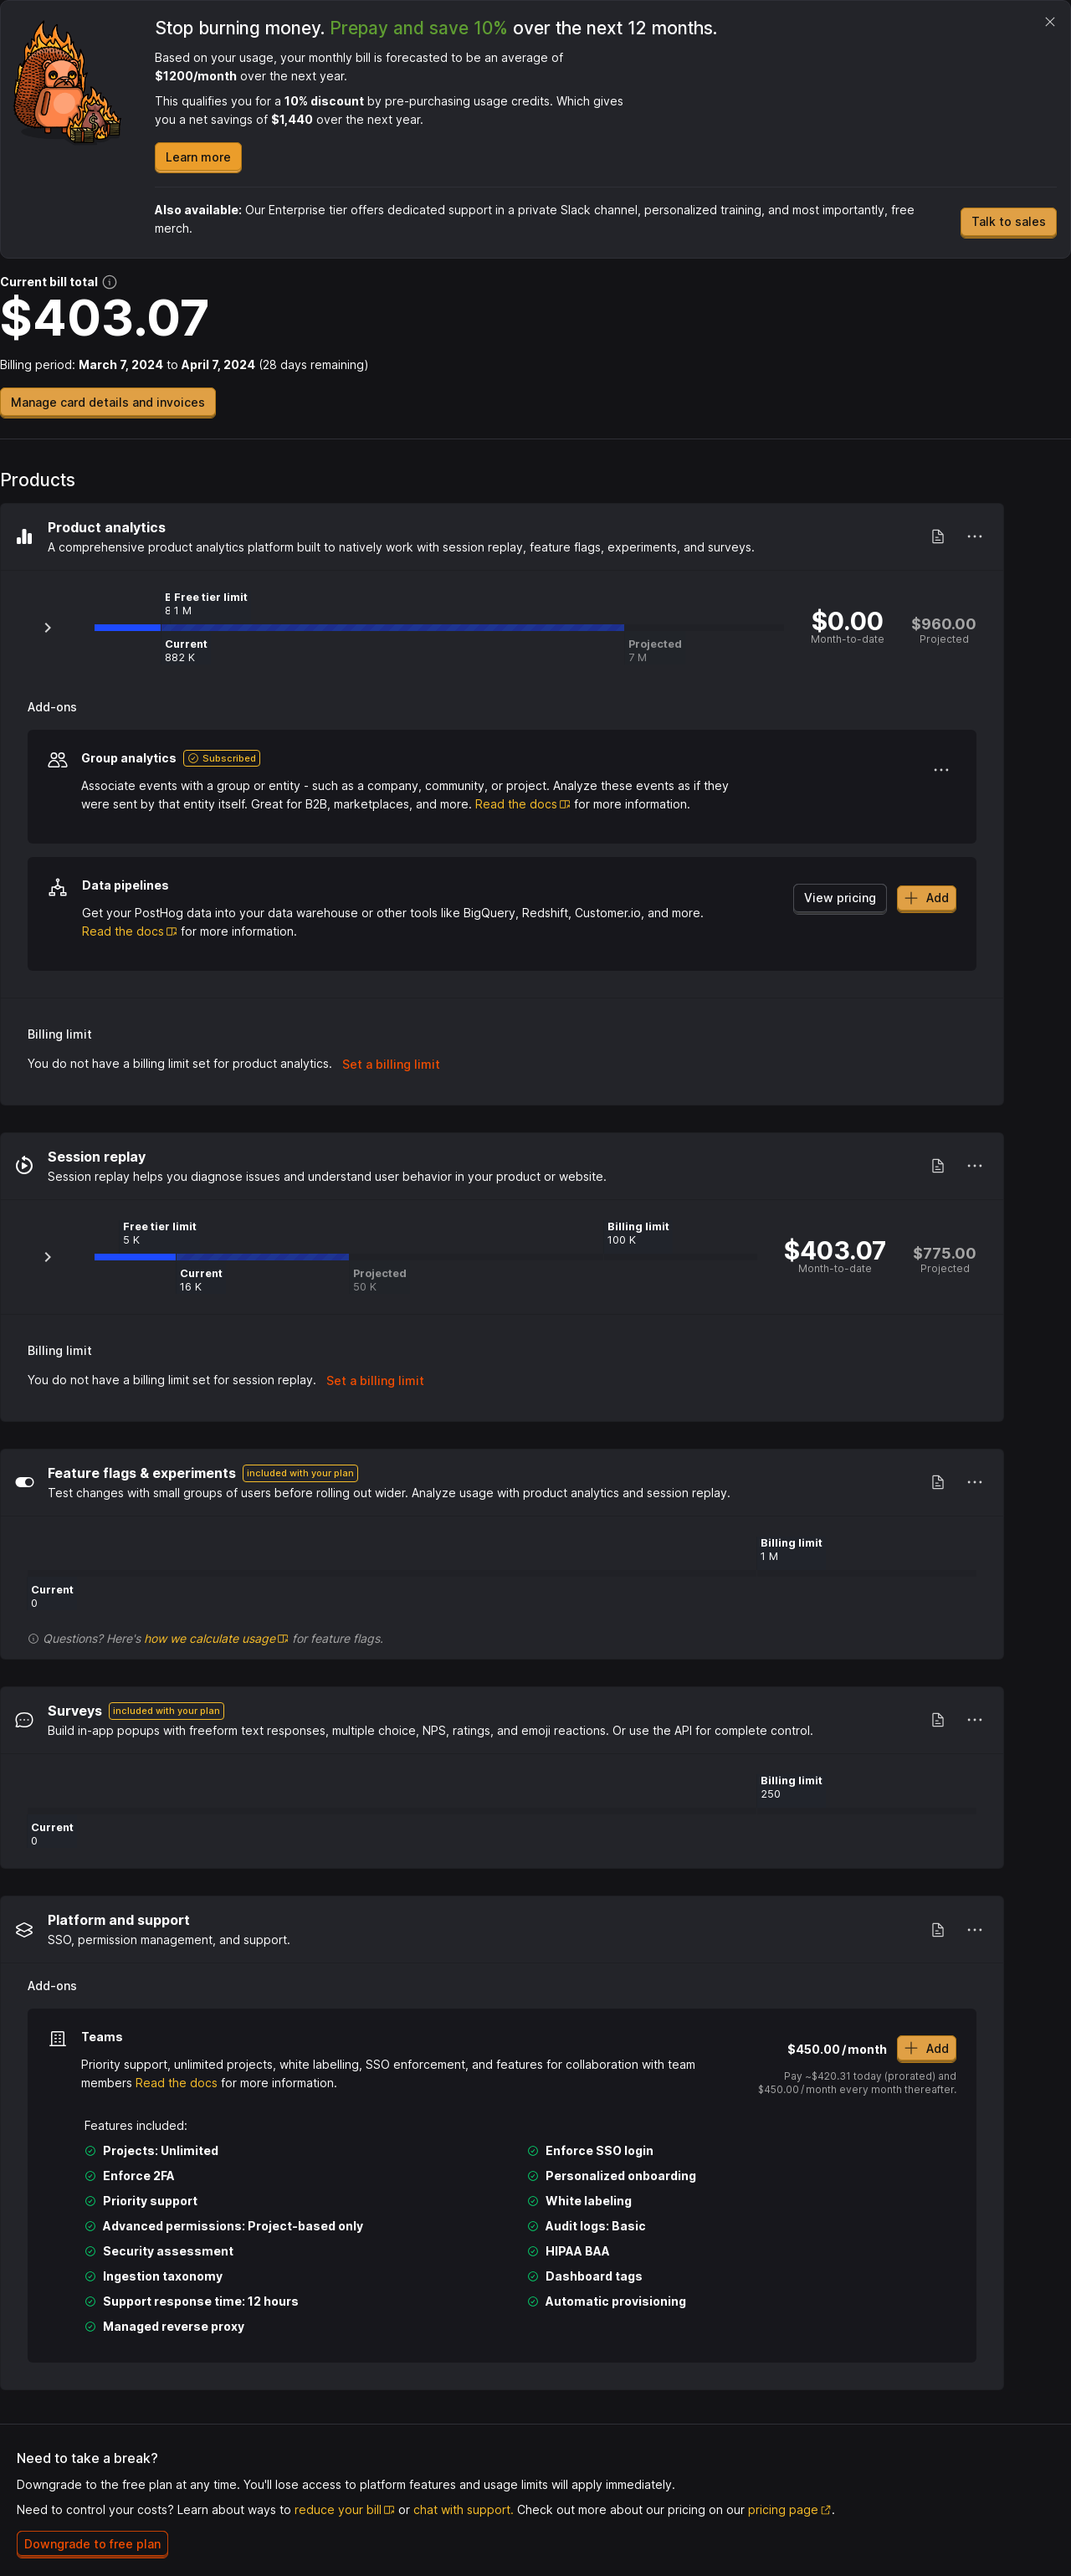 Stop burning money. Prepay and save 10% over the next 12 months.
Based on your usage, your monthly bill is forecasted to be an average of
$1200/month over the next year.
This qualifies you for a 10% discount by pre-purchasing usage credits. Which gives
you a net savings of $1,440 over the next year.
Learn more
Also available: Our Enterprise tier offers dedicated support in a private Slack channel, personalized training, and most importantly, free
merch.
Talk to sales
Current bill total
$403.07
Billing period: March 7, 2024 to April 7, 2024 (28 days remaining)
Manage card details and invoices
Products
Product analytics
A comprehensive product analytics platform built to natively work with session replay, feature flags, experiments, and surveys.
Free tier limit
1 M
Current
882 K
Projected
7 M
$0.00
Month-to-date
$960.00
Projected
Add-ons
Group analytics Subscribed
Associate events with a group or entity - such as a company, community, or project. Analyze these events as if they
were sent by that entity itself. Great for B2B, marketplaces, and more. Read the docs for more information.
Data pipelines
Get your PostHog data into your data warehouse or other tools like BigQuery, Redshift, Customer.io, and more.
Read the docs for more information.
View pricing
Add
Billing limit
You do not have a billing limit set for product analytics. Set a billing limit
Session replay
Session replay helps you diagnose issues and understand user behavior in your product or website.
Free tier limit
5 K
Billing limit
100 K
Current
16 K
Projected
50 K
$403.07
Month-to-date
$775.00
Projected
Billing limit
You do not have a billing limit set for session replay. Set a billing limit
Feature flags & experiments included with your plan
Test changes with small groups of users before rolling out wider. Analyze usage with product analytics and session replay.
Billing limit
1 M
Current
0
Questions? Here's how we calculate usage for feature flags.
Surveys included with your plan
Build in-app popups with freeform text responses, multiple choice, NPS, ratings, and emoji reactions. Or use the API for complete control.
Billing limit
250
Current
0
Platform and support
SSO, permission management, and support.
Add-ons
Teams
Priority support, unlimited projects, white labelling, SSO enforcement, and features for collaboration with team
members Read the docs for more information.
$450.00/month
Add
Pay ~$420.31 today (prorated) and
$450.00/month every month thereafter.
Features included:
Projects: Unlimited
Enforce SSO login
Enforce 2FA
Personalized onboarding
Priority support
White labeling
Advanced permissions: Project-based only
Audit logs: Basic
Security assessment
HIPAA BAA
Ingestion taxonomy
Dashboard tags
Support response time: 12 hours
Automatic provisioning
Managed reverse proxy
Need to take a break?
Downgrade to the free plan at any time. You'll lose access to platform features and usage limits will apply immediately.
Need to control your costs? Learn about ways to reduce your bill or chat with support. Check out more about our pricing on our pricing page.
Downgrade to free plan